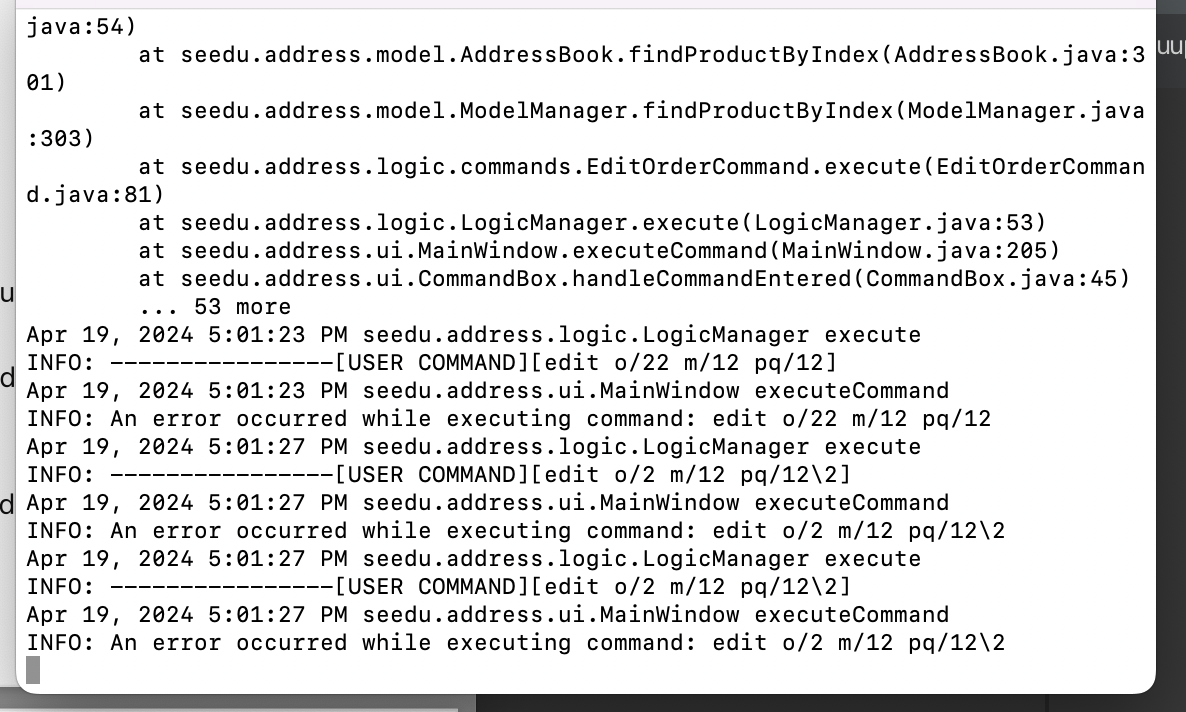 java:54)
at seedu.address.model.AddressBook.findProductByIndex(AddressBook.java:3
01)
at seedu.address.model.ModelManager.findProductByIndex(ModelManager.java
:303)
at seedu.address.logic.commands.EditOrderCommand.execute(EditOrderComman
d.java:81)
at seedu.address.logic.LogicManager.execute(LogicManager.java:53)
at seedu.address.ui.MainWindow.executeCommand(MainWindow.java:205)
at seedu.address.ui.CommandBox.handleCommandEntered(CommandBox.java:45)
... 53 more
Apr 19, 2024 5:01:23 PM seedu.address.logic.LogicManager execute
INFO: ----------------[USER COMMAND][edit o/22 m/12 pq/12]
Apr 19, 2024 5:01:23 PM seedu.address.ui.MainWindow executeCommand
INFO: An error occurred while executing command: edit o/22 m/12 pq/12
Apr 19, 2024 5:01:27 PM seedu.address.logic.LogicManager execute
INFO: ----------------[USER COMMAND][edit o/2 m/12 pq/12\2]
Apr 19, 2024 5:01:27 PM seedu.address.ui.MainWindow executeCommand
INFO: An error occurred while executing command: edit o/2 m/12 pq/12\2
Apr 19, 2024 5:01:27 PM seedu.address.logic.LogicManager execute
INFO: ----------------[USER COMMAND][edit o/2 m/12 pq/12\2]
Apr 19, 2024 5:01:27 PM seedu.address.ui.MainWindow executeCommand
INFO: An error occurred while executing command: edit o/2 m/12 pq/12\2